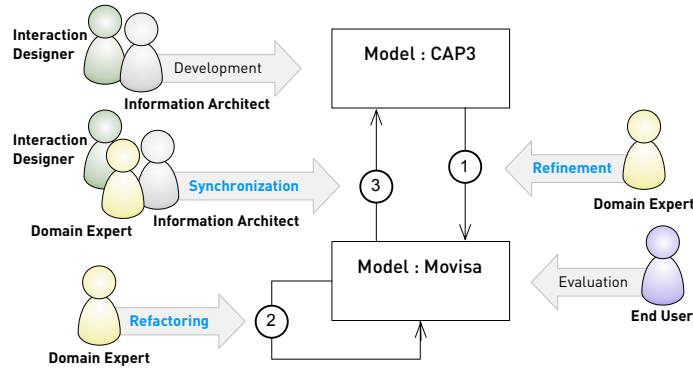 Interaction
Designer
Development
Information Architect
Model : CAP3
Interaction
Designer
Synchronization
Information Architect
Domain Expert
3
1
Refinement
Domain Expert
Model : Movisa
Evaluation
End User
Refactoring
Domain Expert
2